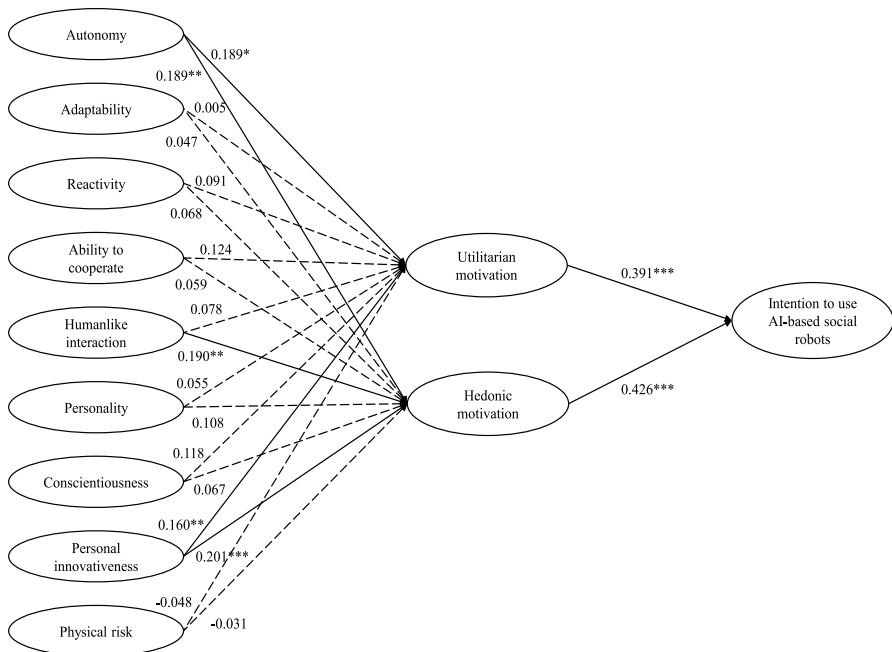 Autonomy
0.189*
0.189**
Adaptability
0.005
0.047
Reactivity
0.091
0.068
Ability to
cooperate
0.124
0.059
Utilitarian
motivation
0.391***
Humanlike
interaction
0.078
0.190**
Intention to use
AI-based social
robots
Personality
0.055
0.108
Hedonic
motivation
0.426***
Conscientiousness
0.118
0.067
Personal
innovativeness
0.160**
0.201***
Physical risk
-0.048
-0.031